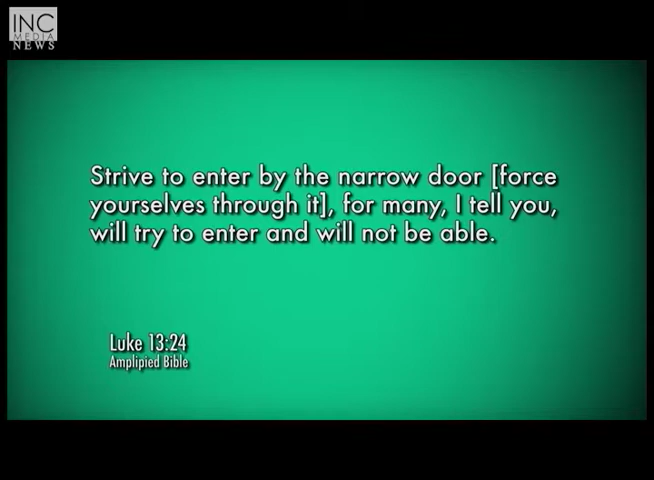 INC
MEDIA
NEWS
Strive to enter by the narrow door [force
yourselves through it], for many, I tell you,
will try to enter and will not be able.
Luke 13:24
Amplipied Bible